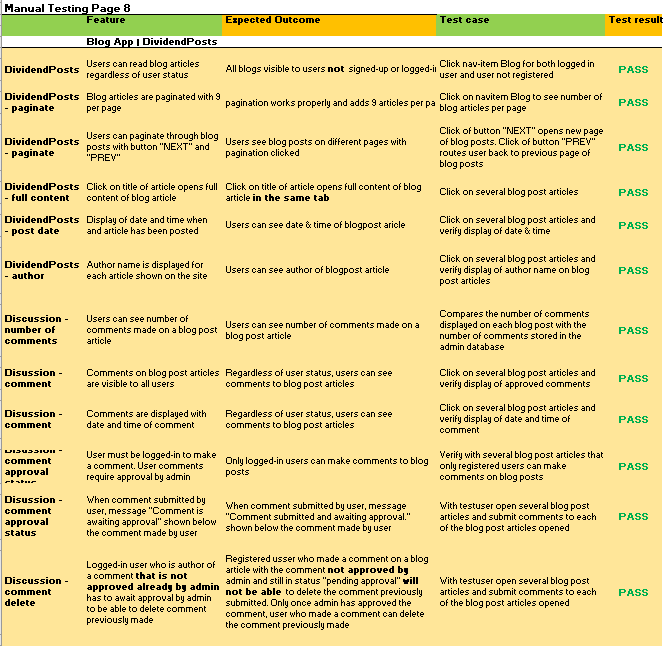 Manual Testing Page 8
Feature Expected Outcome Test case Test result
Blog App | DividendPosts
DividendPosts
Users can read blog articles
regardless of user status
All blogs visible to users not signed-up or logged-i
Click nav-item Blog for both logged in
user and user not registered
PASS
DividendPosts
- paginate
Blog articles are paginated with 9
per page
pagination works properly and adds 9 articles per pa
Click on navitem Blog to see number of
blog articles per page
PASS
DividendPosts
- paginate
Users can paginate through blog
posts with button "NEXT" and
"PREV"
Users see blog posts on different pages with
pagination clicked
Click of button "NEXT" opens new page
of blog posts. Click of button "PREV"
routes user back to previous page of
blog posts
PASS
DividendPosts
- full content
Click on title of article opens full
content of blog article
Click on title of article opens full content of blog
article in the same tab
Click on several blog post articles
PASS
DividendPosts
- post date
Display of date and time when
and article has been posted
Users can see date & time of blogpost aricle
Click on several blog post articles and
verify display of date & time
PASS
DividendPosts
- author
Author name is displayed for
each article shown on the site
Users can see author of blogpost article
Click on several blog post articles and
verify display of author name on blog
post articles
PASS
Discussion -
number of
comments
Users can see number of
comments made on a blog post
article
Users can see number of comments made on a
blog post article
Compares the number of comments
displayed on each blog post with the
number of comments stored in the
admin database
PASS
Disussion -
comment
Comments on blog post articles
are visible to all users
Regardless of user status, users can see
comments to blog post articles
Click on several blog post articles and
verify display of approved comments
PASS
Disussion -
comment
Comments are displayed with
date and time of comment
Regardless of user status, users can see
comments to blog post articles
Click on several blog post articles and
verify display of date and time of
comment
PASS
Disussion -
comment
approval
status
User must be logged-in to make
a comment. User comments
require approval by admin
Only logged-in users can make comments to blog
posts
Verify with several blog post articles that
only registered users can make
comments on blog posts
PASS
Disussion -
comment
approval
status
When comment submitted by
user, message "Comment is
awaiting approval" shown below
the comment made by user
When comment submitted by user, message
"Comment submitted and awaiting approval."
shown below the comment made by user
With testuser open several blog post
articles and submit comments to each
of the blog post articles opened
PASS
Discussion -
comment
delete
Logged-in user who is author of
a comment that is not
approved already by admin
has to await approval by admin
to be able to delete comment
previously made
Registered usser who made a comment on a blog
article with the comment not approved by
admin and still in status "pending approval" will
not be able to delete the comment previously
submitted. Only once admin has approved the
comment, user who made a comment can delete
the comment previously made
With testuser open several blog post
articles and submit comments to each
of the blog post articles opened
PASS